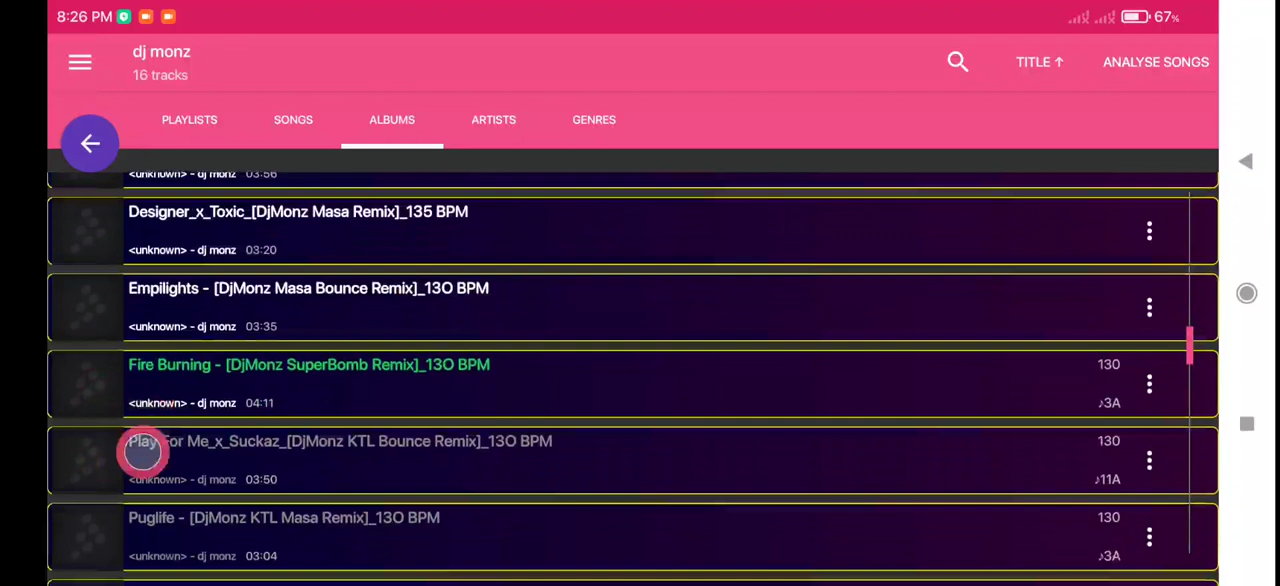 8:26 PM 67%
dj monz
16 tracks
TITLE ↑ ANALYSE SONGS
PLAYLISTS SONGS ALBUMS ARTISTS GENRES
<unknown> - dj monz 03:56
Designer_x_Toxic_[DjMonz Masa Remix]_135 BPM
<unknown> - dj monz 03:20
Empilights - [DjMonz Masa Bounce Remix]_13O BPM
<unknown> - dj monz 03:35
Fire Burning - [DjMonz SuperBomb Remix]_13O BPM 130
<unknown> - dj monz 04:11 ♪3A
Play For Me_x_Suckaz_[DjMonz KTL Bounce Remix]_13O BPM 130
<unknown> - dj monz 03:50 ♪11A
Puglife - [DjMonz KTL Masa Remix]_13O BPM 130
<unknown> - dj monz 03:04 ♪3A